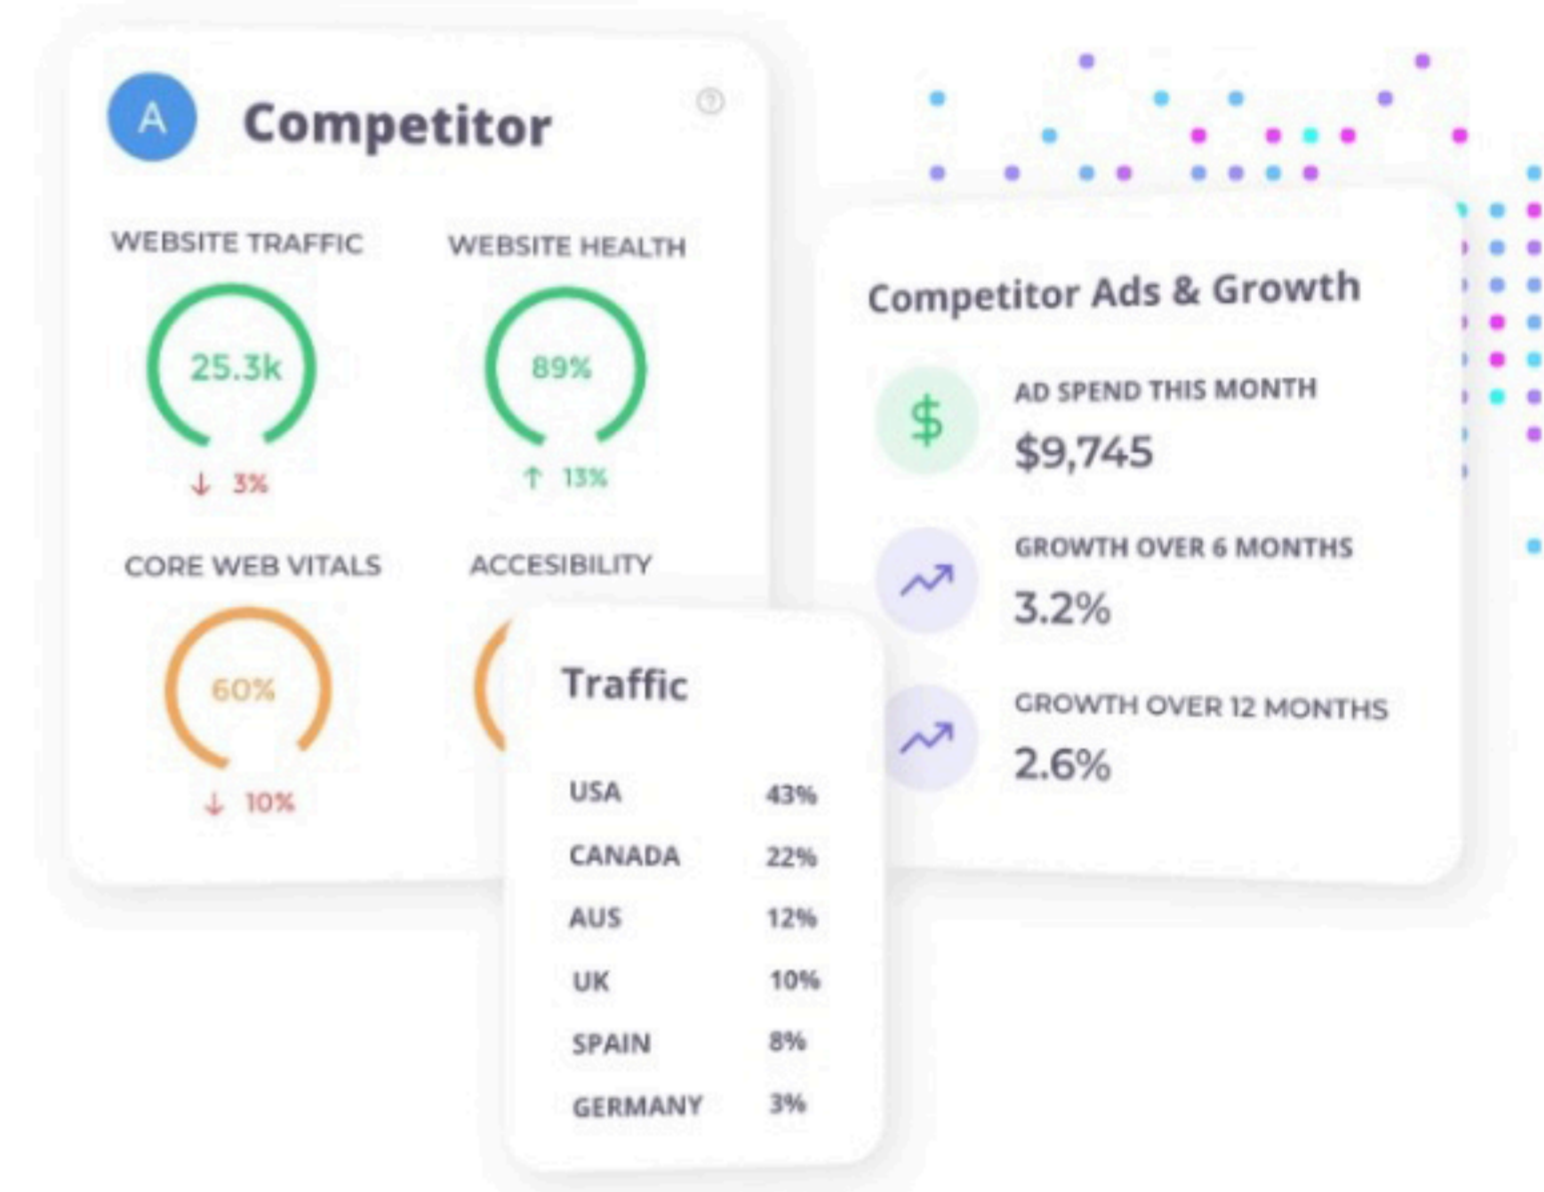 A
Competitor
WEBSITE TRAFFIC
25.3k
↓ 3%
WEBSITE HEALTH
89%
↑ 13%
CORE WEB VITALS
60%
↓ 10%
ACCESIBILITY
Competitor Ads & Growth
$
AD SPEND THIS MONTH
$9,745
GROWTH OVER 6 MONTHS
3.2%
GROWTH OVER 12 MONTHS
2.6%
Traffic
USA 43%
CANADA 22%
AUS 12%
UK 10%
SPAIN 8%
GERMANY 3%